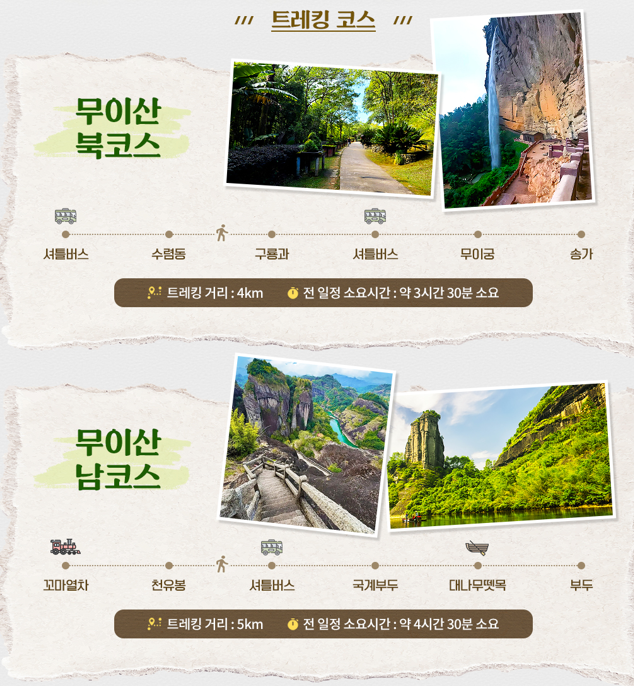 트레킹 코스
무이산
북코스
셔틀버스 수렴동 구룡과 셔틀버스 무이궁 송가
트레킹 거리 : 4km 전 일정 소요시간 : 약 3시간 30분 소요
무이산
남코스
꼬마열차 천유봉 셔틀버스 국계부두 대나무뗏목 부두
트레킹 거리 : 5km 전 일정 소요시간 : 약 4시간 30분 소요